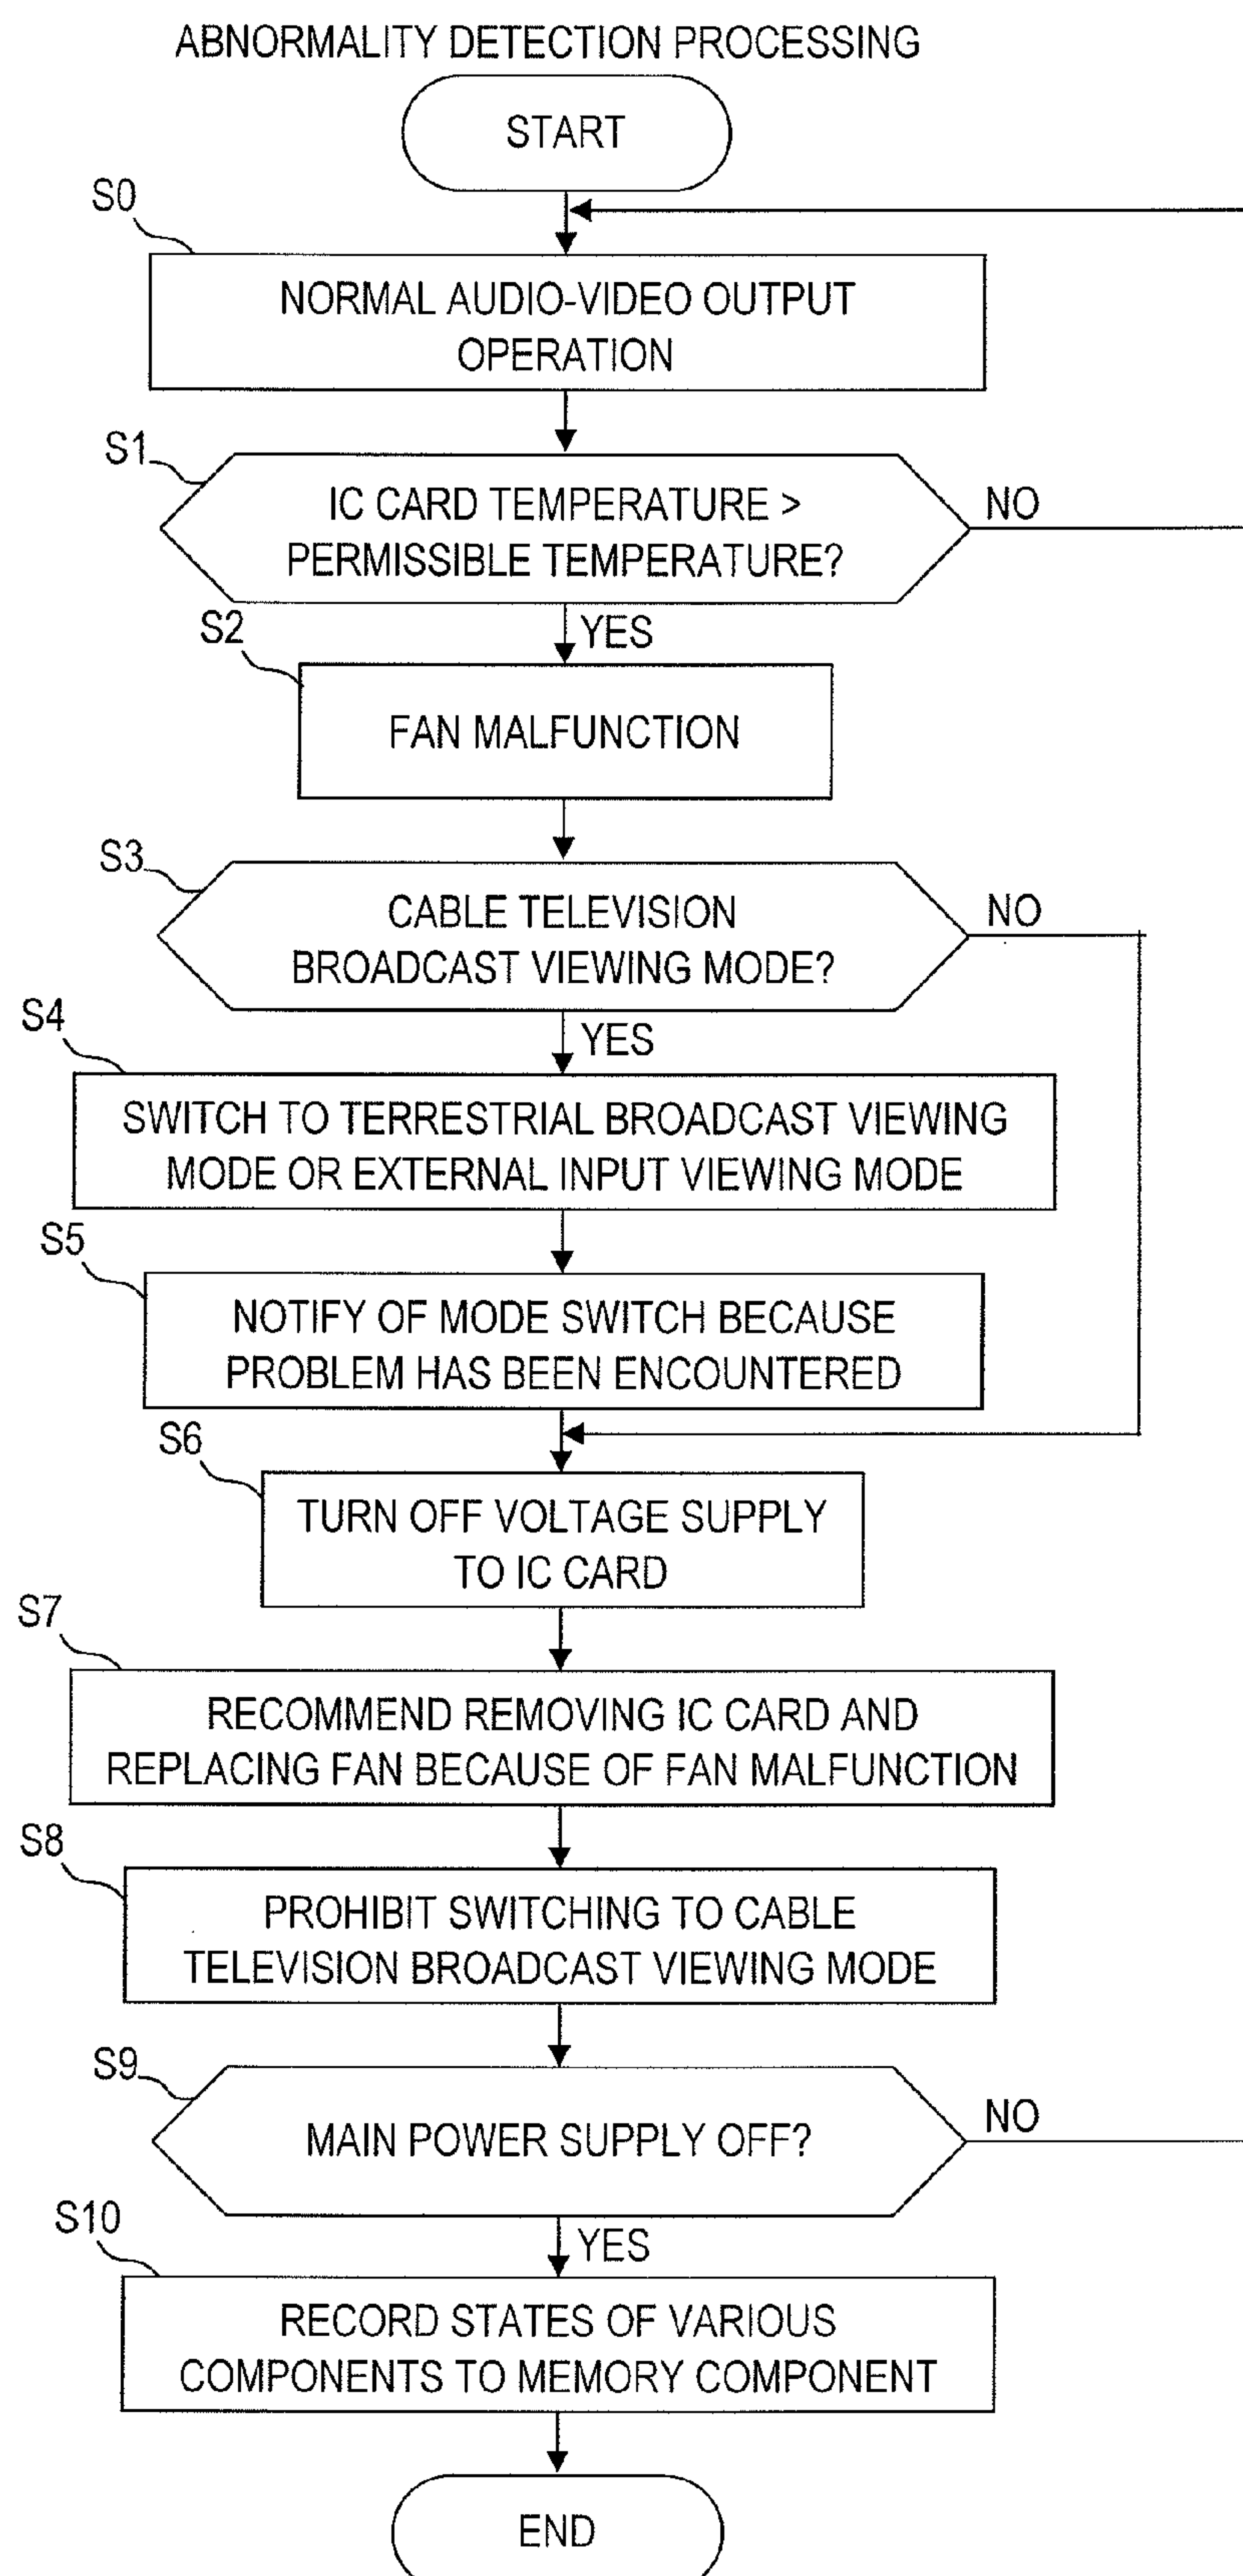 ABNORMALITY DETECTION PROCESSING
START
S0
NORMAL AUDIO-VIDEO OUTPUT
OPERATION
S1
IC CARD TEMPERATURE >
PERMISSIBLE TEMPERATURE?
NO
YES
S2
FAN MALFUNCTION
S3
CABLE TELEVISION
BROADCAST VIEWING MODE?
NO
YES
S4
SWITCH TO TERRESTRIAL BROADCAST VIEWING
MODE OR EXTERNAL INPUT VIEWING MODE
S5
NOTIFY OF MODE SWITCH BECAUSE
PROBLEM HAS BEEN ENCOUNTERED
S6
TURN OFF VOLTAGE SUPPLY
TO IC CARD
S7
RECOMMEND REMOVING IC CARD AND
REPLACING FAN BECAUSE OF FAN MALFUNCTION
S8
PROHIBIT SWITCHING TO CABLE
TELEVISION BROADCAST VIEWING MODE
S9
MAIN POWER SUPPLY OFF?
NO
YES
S10
RECORD STATES OF VARIOUS
COMPONENTS TO MEMORY COMPONENT
END